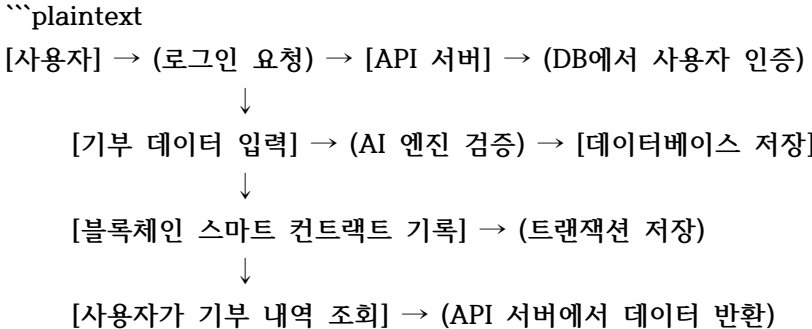 ```plaintext
[사용자] → (로그인 요청) → [API 서버] → (DB에서 사용자 인증)
↓
[기부 데이터 입력] → (AI 엔진 검증) → [데이터베이스 저장]
↓
[블록체인 스마트 컨트랙트 기록] → (트랜잭션 저장)
↓
[사용자가 기부 내역 조회] → (API 서버에서 데이터 반환)